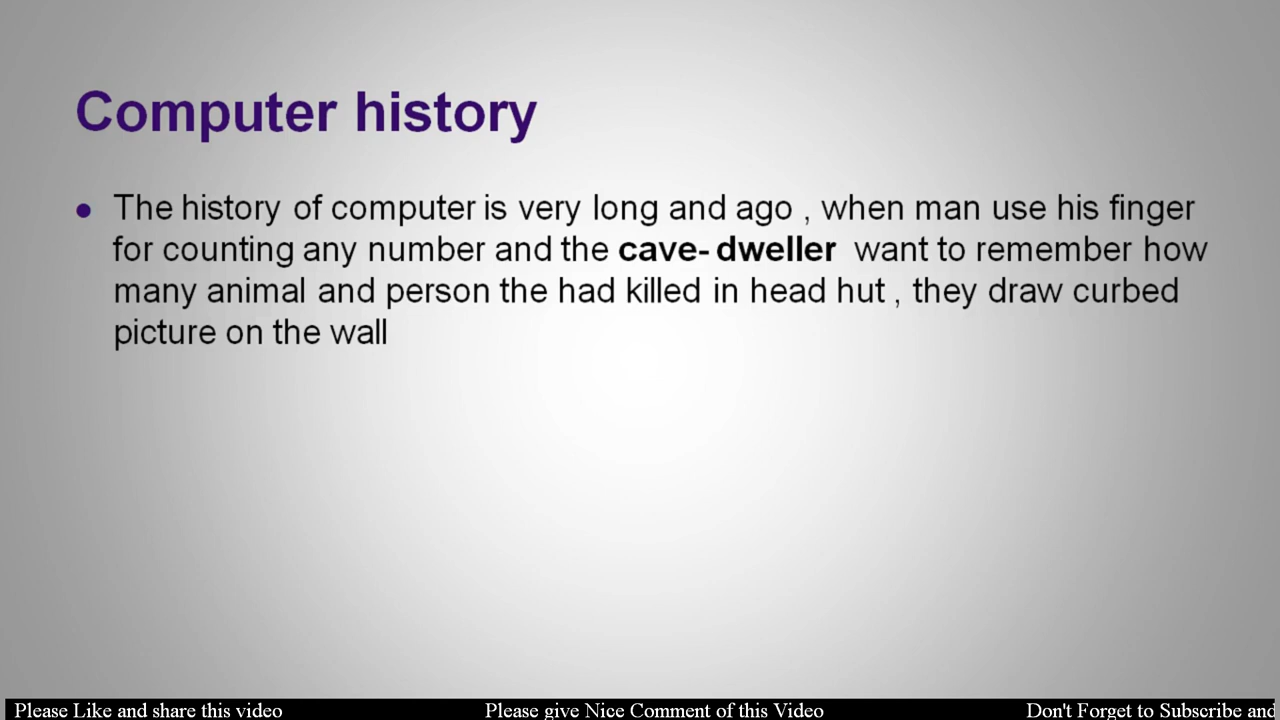 Computer history
• The history of computer is very long and ago , when man use his finger
for counting any number and the cave- dweller want to remember how
many animal and person the had killed in head hut , they draw curbed
picture on the wall
Please Like and share this video Please give Nice Comment of this Video Don't Forget to Subscribe and